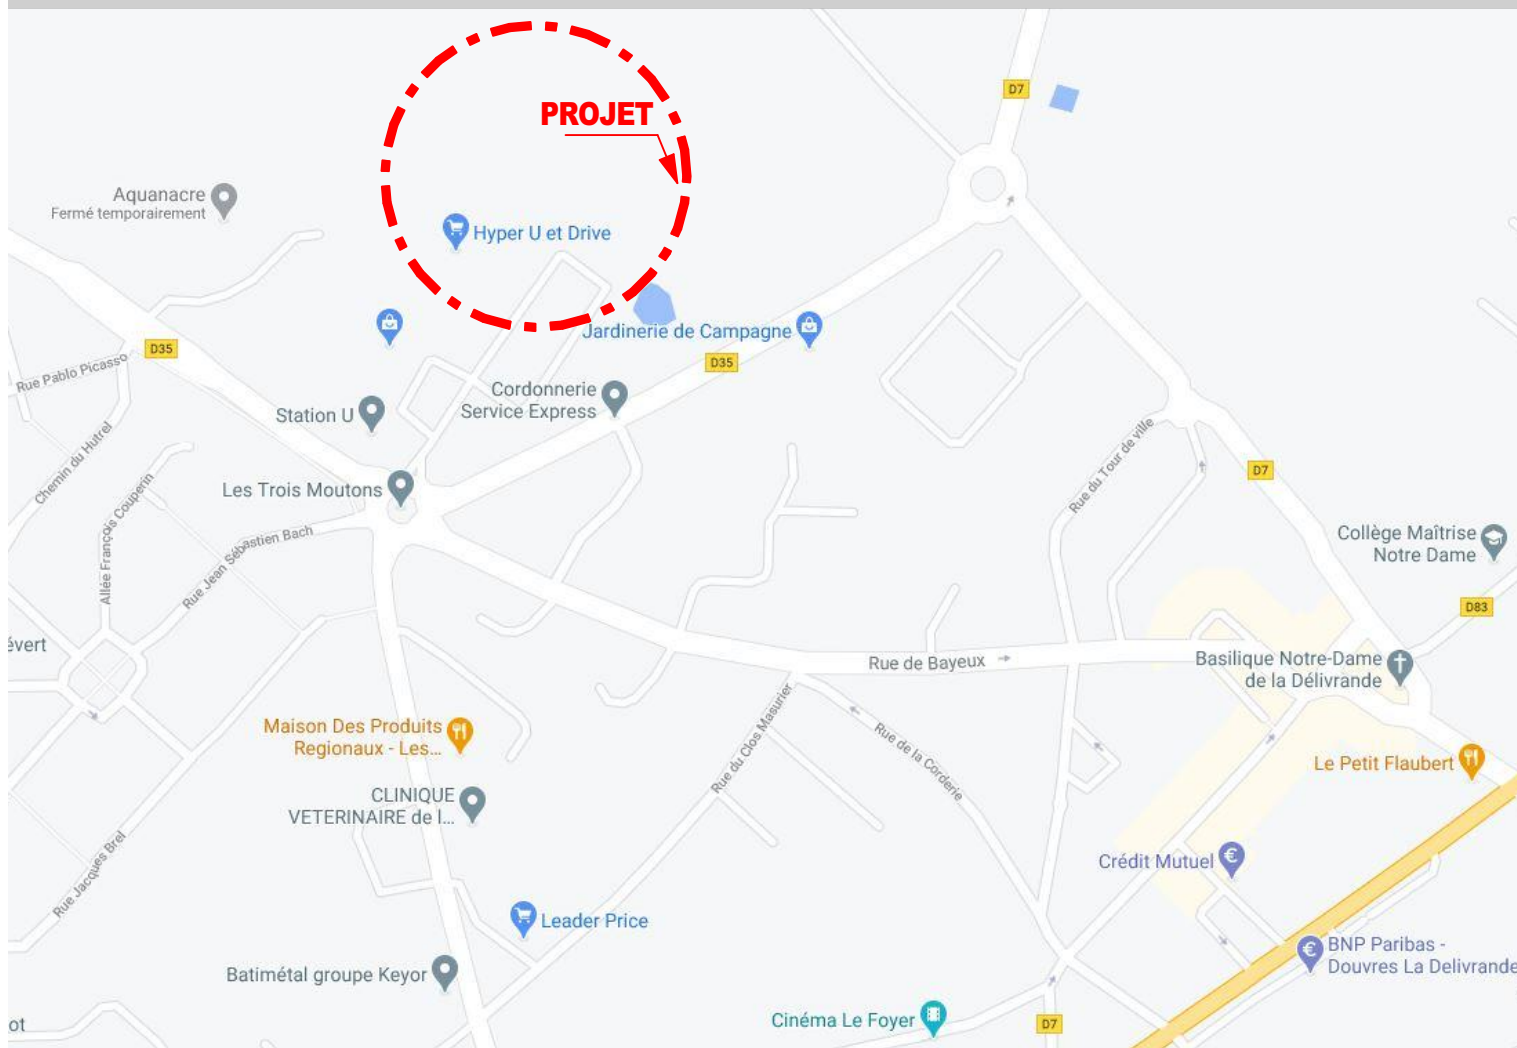 D7
PROJET
Aquanacre
Fermé temporairement
Hyper U et Drive
Jardinerie de Campagne
D35
D35
Rue Pablo Picasso
Cordonnerie
Service Express
Station U
Chemin du Hutrel
Rue du Tour de ville
D7
Les Trois Moutons
Allée François Couperin
Rue Jean Sébastien Bach
Collège Maîtrise
Notre Dame
D83
évert
Rue de Bayeux
Basilique Notre-Dame
de la Délivrande
Maison Des Produits
Regionaux - Les...
Rue du Clos Masurier
Rue de la Corderie
Le Petit Flaubert
CLINIQUE
VETERINAIRE de l...
Rue Jacques Brel
Crédit Mutuel
Leader Price
BNP Paribas -
Douvres La Delivrande
Batimétal groupe Keyor
Cinéma Le Foyer
D7
ot